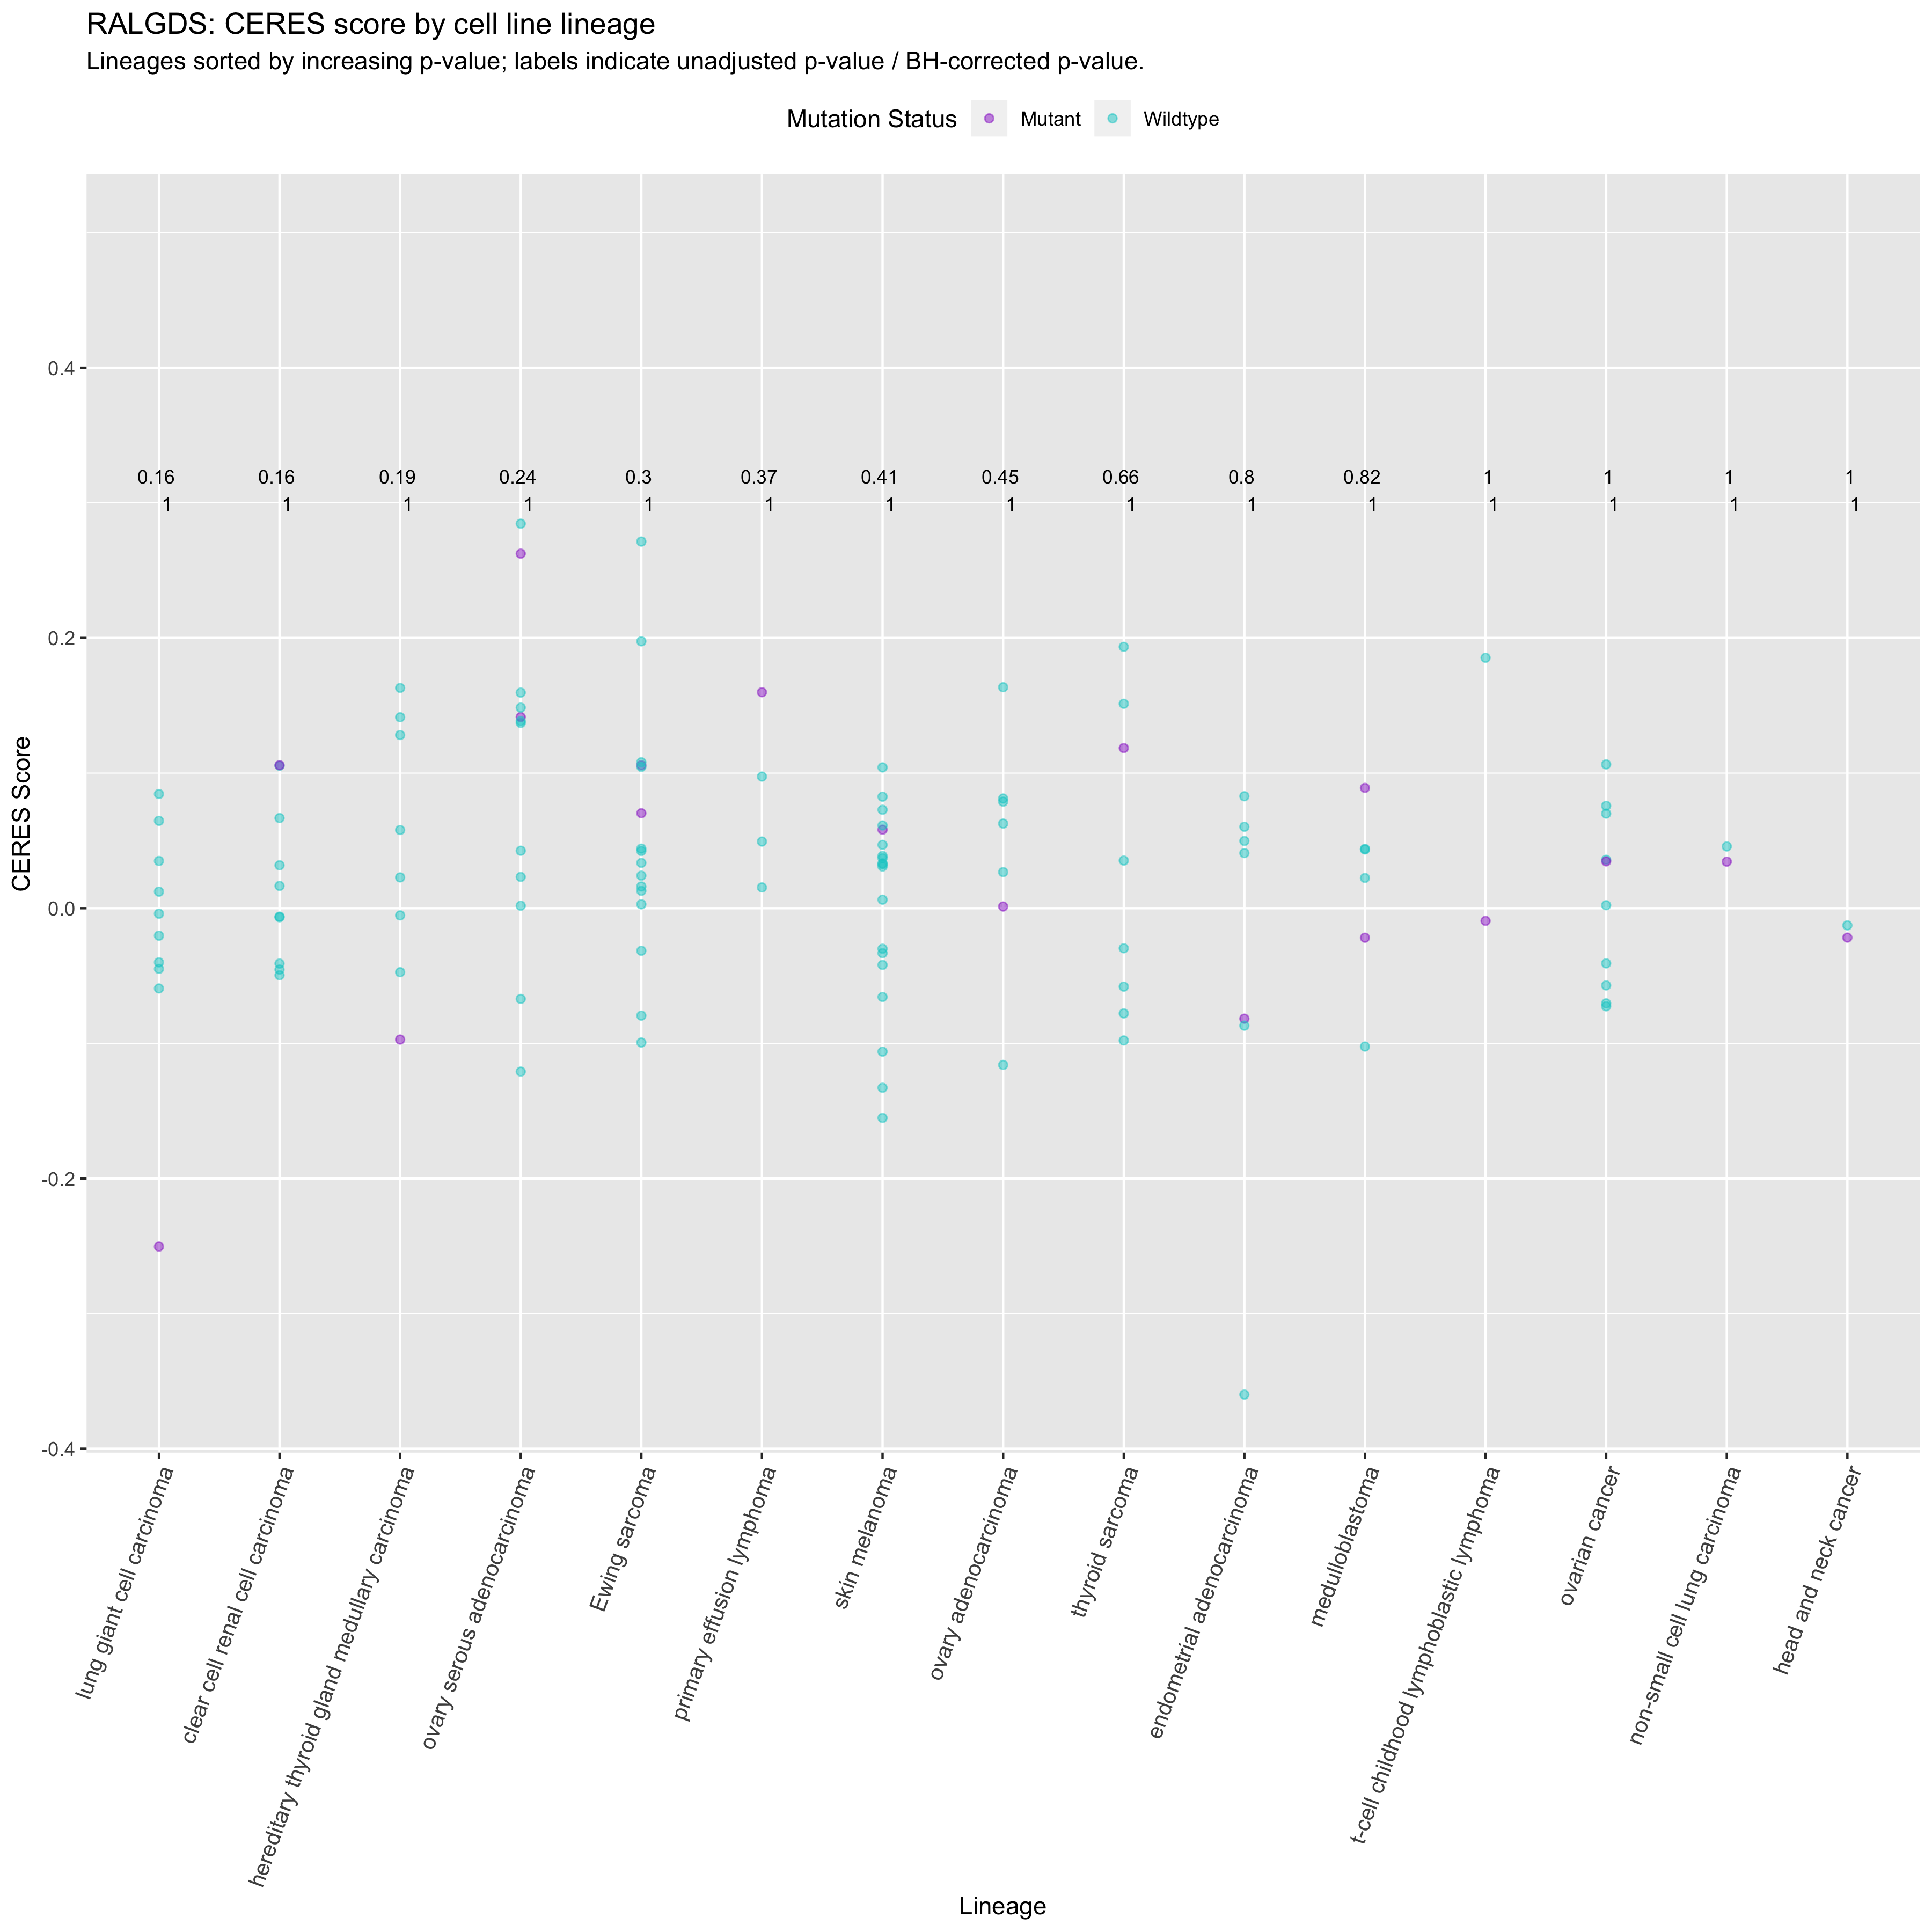 RALGDS: CERES score by cell line lineage
Lineages sorted by increasing p-value; labels indicate unadjusted p-value / BH-corrected p-value.
Mutation Status Mutant Wildtype
0.4
0.16 0.16 0.19 0.24 0.3 0.37 0.41 0.45 0.66 0.8 0.82 1 1 1 1
1 1 1 1 1 1 1 1 1 1 1 1 1 1 1
0.2
CERES Score
0.0
-0.2
-0.4
lung giant cell carcinoma
clear cell renal cell carcinoma
hereditary thyroid gland medullary carcinoma
ovary serous adenocarcinoma
Ewing sarcoma
primary effusion lymphoma
skin melanoma
ovary adenocarcinoma
thyroid sarcoma
endometrial adenocarcinoma
medulloblastoma
t-cell childhood lymphoblastic lymphoma
ovarian cancer
non-small cell lung carcinoma
head and neck cancer
Lineage